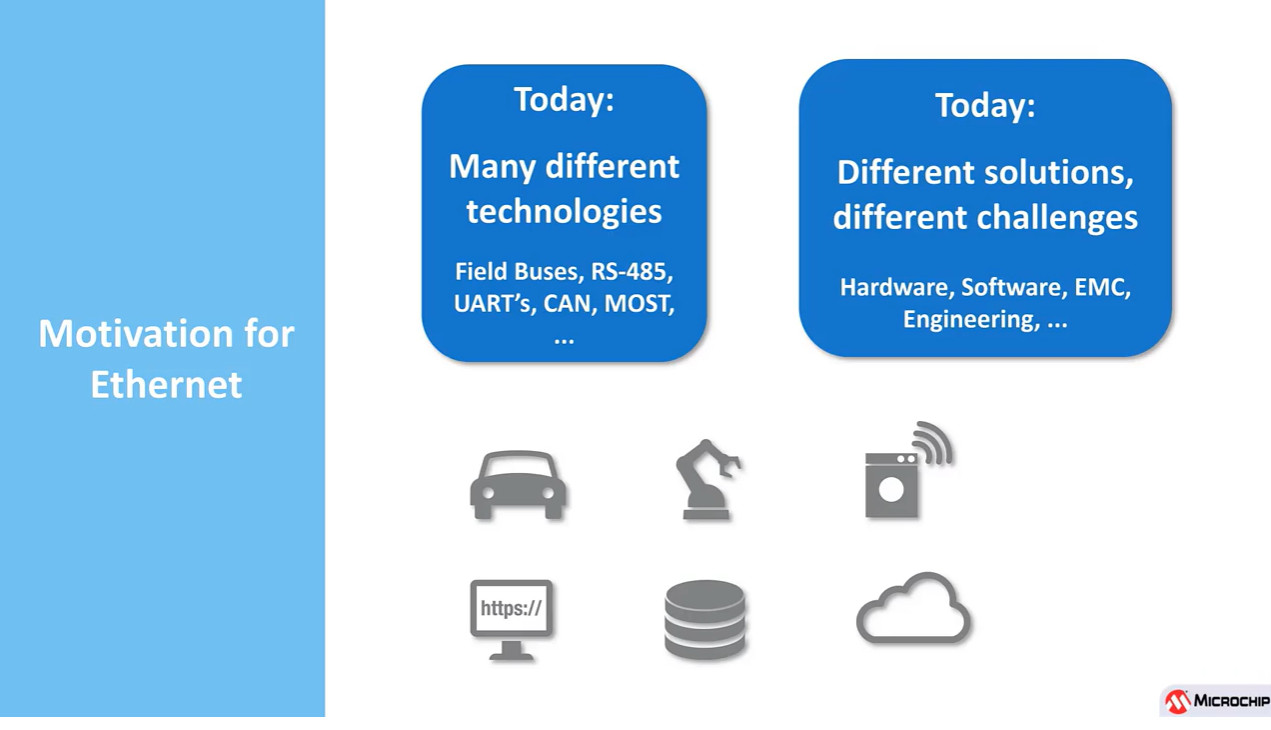 Motivation for
Ethernet
Today:
Many different
technologies
Field Buses, RS-485,
UART's, CAN, MOST,
...
Today:
Different solutions,
different challenges
Hardware, Software, EMC,
Engineering, ...
https://
MICROCHIP